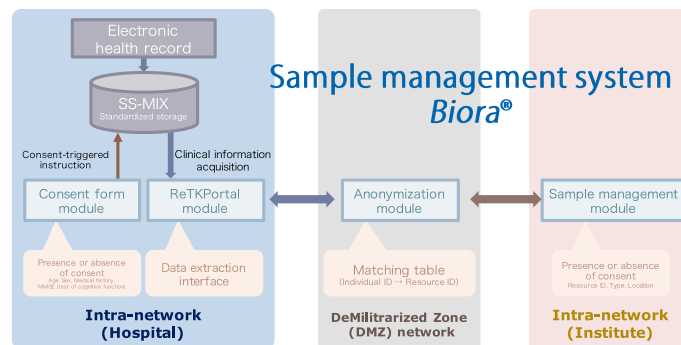 Electronic
health record
SS-MIX
Standardized storage
Sample management system
Biora®
Consent-triggered
instruction
Clinical information
acquisition
Consent form
module
ReTKPortal
module
Anonymization
module
Sample management
module
Presence or absence
of consent
Age, Sex, Medical history,
MMSE (test of cognitive function)
Data extraction
interface
Matching table
(Individual ID → Resource ID)
Presence or absence
of consent
Resource ID, Type, Location
Intra-network
(Hospital)
DeMilitrarized Zone
(DMZ) network
Intra-network
(Institute)